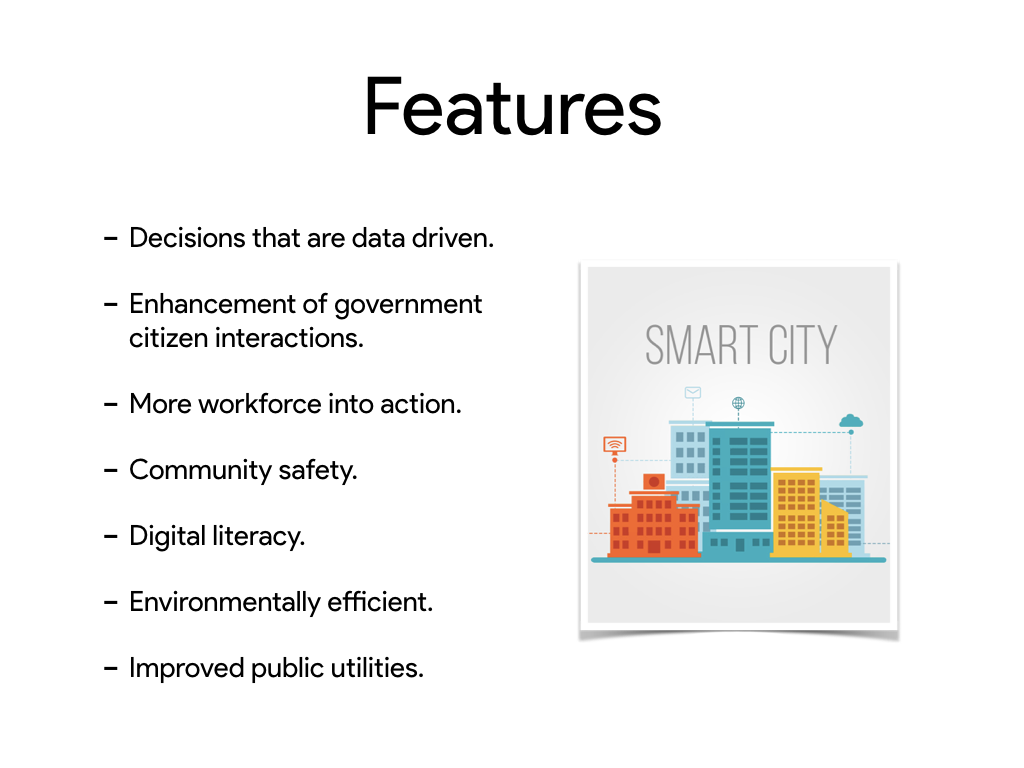 Features
– Decisions that are data driven.
– Enhancement of government
citizen interactions.
– More workforce into action.
– Community safety.
– Digital literacy.
– Environmentally efficient.
– Improved public utilities.
SMART CITY